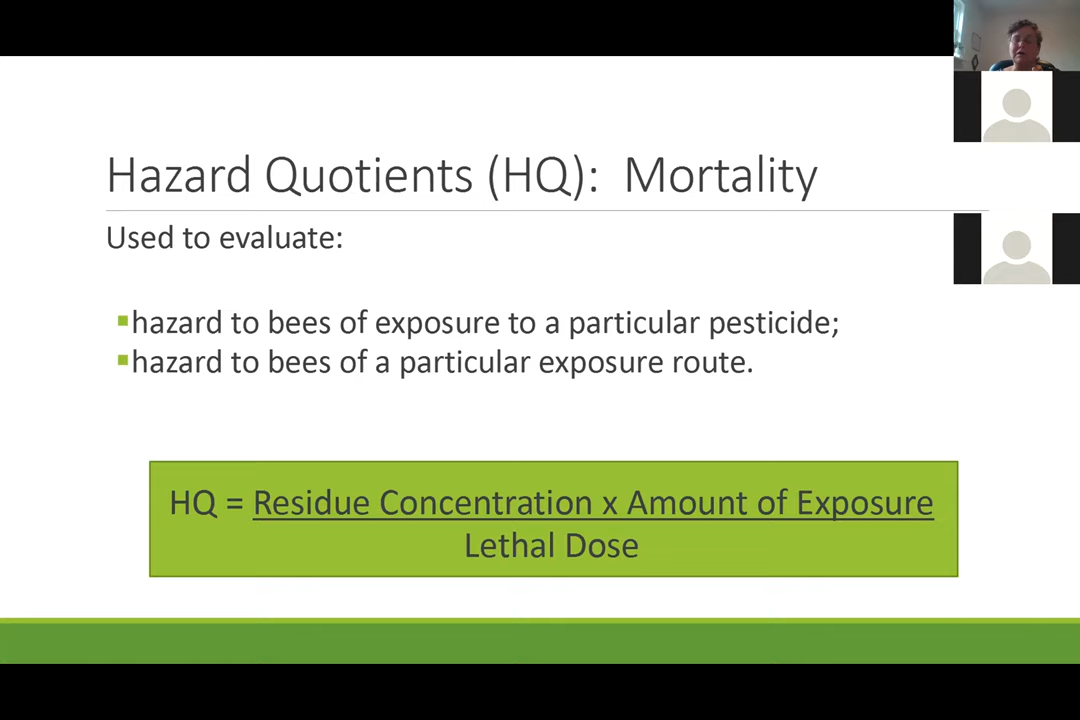 Hazard Quotients (HQ): Mortality
Used to evaluate:
▪hazard to bees of exposure to a particular pesticide;
▪hazard to bees of a particular exposure route.
HQ = Residue Concentration x Amount of Exposure
Lethal Dose